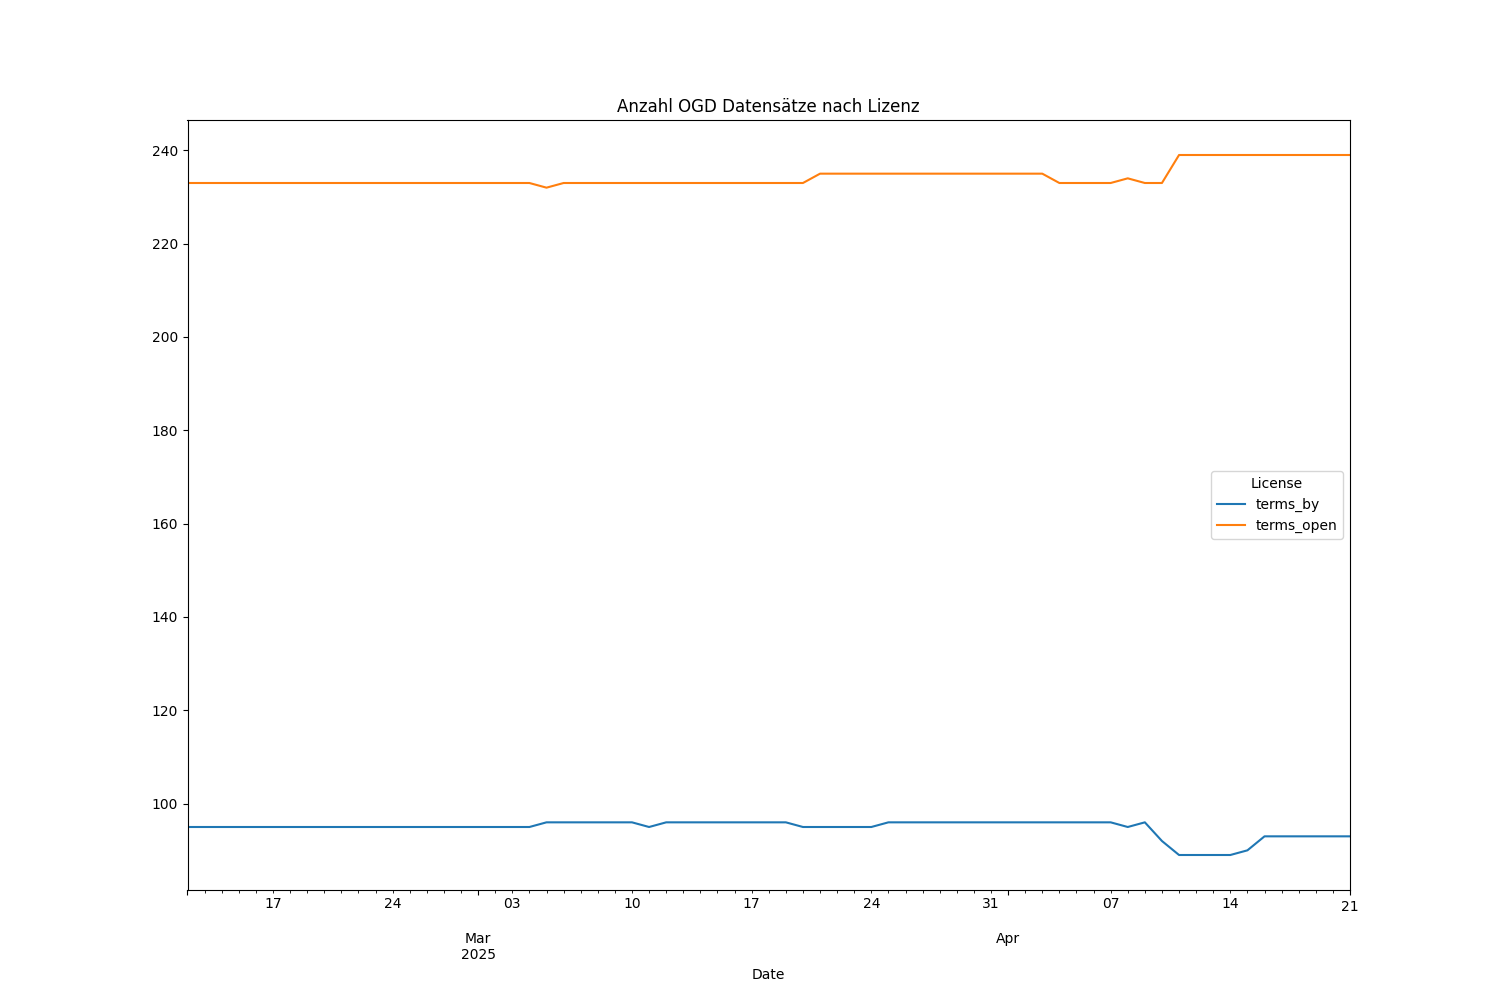 Anzahl OGD Datensätze nach Lizenz
240
220
200
180
160
140
120
100
License
terms_by
terms_open
17 24 03 10 17 24 31 07 14 21
Mar Apr
2025
Date